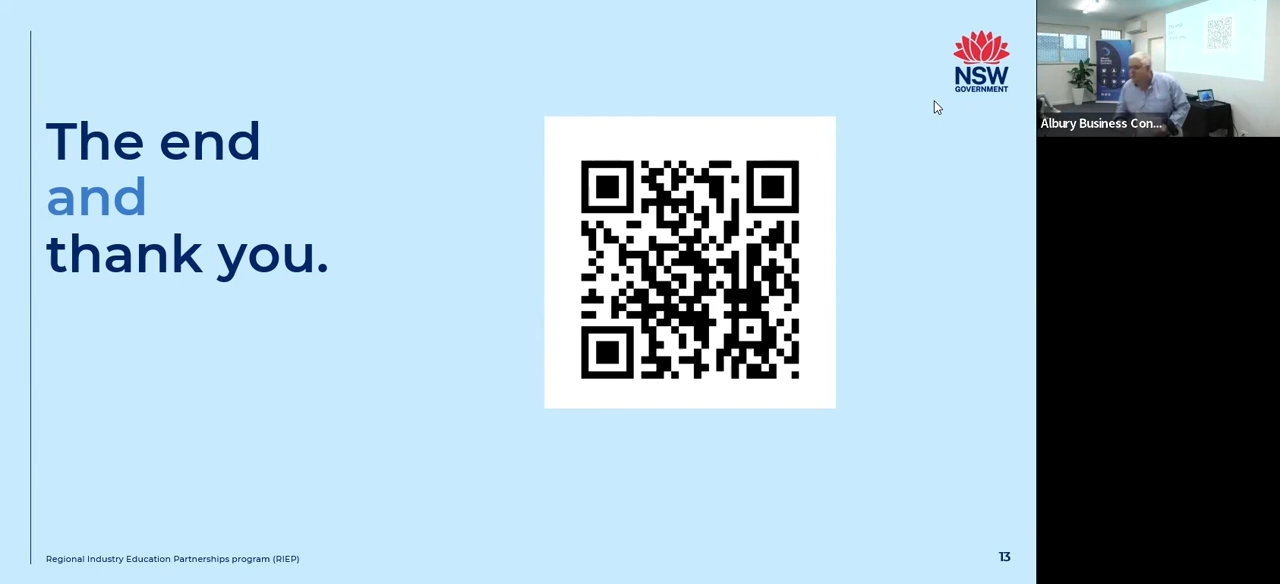 The end
and
thank you.
NSW
GOVERNMENT
Albury Business Con...
Regional Industry Education Partnerships program (RIEP)
13